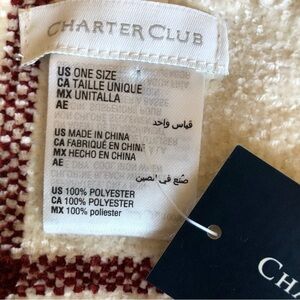 CHARTER CLUB
US ONE SIZE
CA TAILLE UNIQUE
MX UNITALLA
AE
قياس واحد
US MADE IN CHINA
CA FABRIQUÉ EN CHINE
MX HECHO EN CHINA
AE
صنع في الصين
US 100% POLYESTER
CA 100% POLYESTER
MX 100% poliester
CHA